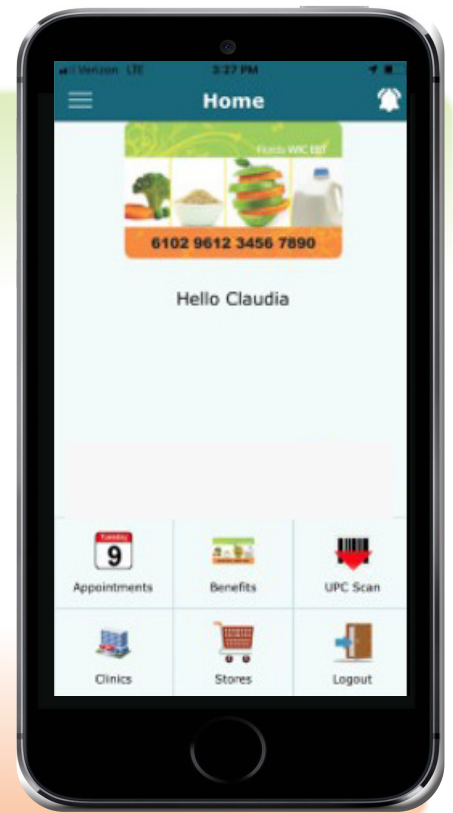 Verizon LTE 3:27 PM
Home
Florida WIC EBT
6102 9612 3456 7890
Hello Claudia
Tuesday
9
Appointments
Benefits
UPC Scan
Clinics
Stores
Logout